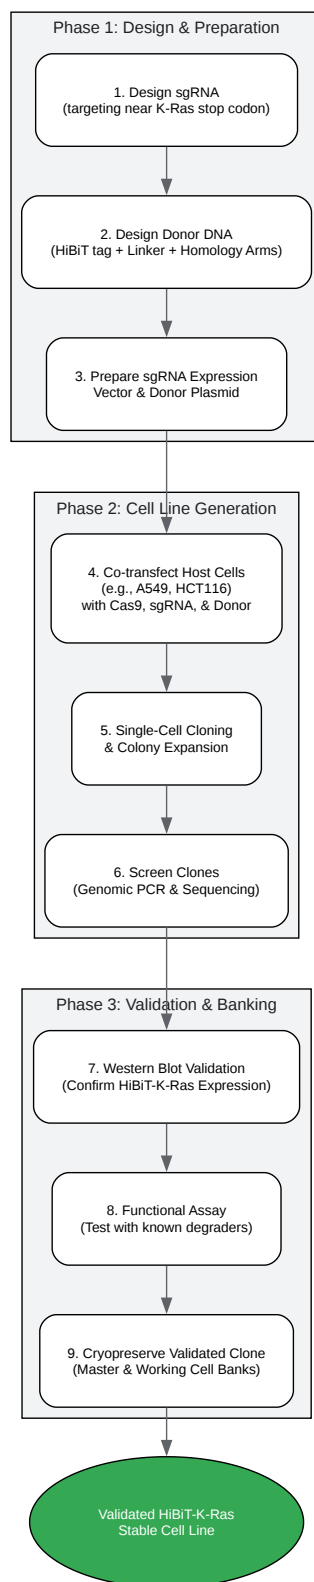 Phase 1: Design & Preparation
1. Design sgRNA
(targeting near K-Ras stop codon)
2. Design Donor DNA
(HiBiT tag + Linker + Homology Arms)
3. Prepare sgRNA Expression
Vector & Donor Plasmid
Phase 2: Cell Line Generation
4. Co-transfect Host Cells
(e.g., A549, HCT116)
with Cas9, sgRNA, & Donor
5. Single-Cell Cloning
& Colony Expansion
6. Screen Clones
(Genomic PCR & Sequencing)
Phase 3: Validation & Banking
7. Western Blot Validation
(Confirm HiBiT-K-Ras Expression)
8. Functional Assay
(Test with known degraders)
9. Cryopreserve Validated Clone
(Master & Working Cell Banks)
Validated HiBiT-K-Ras
Stable Cell Line